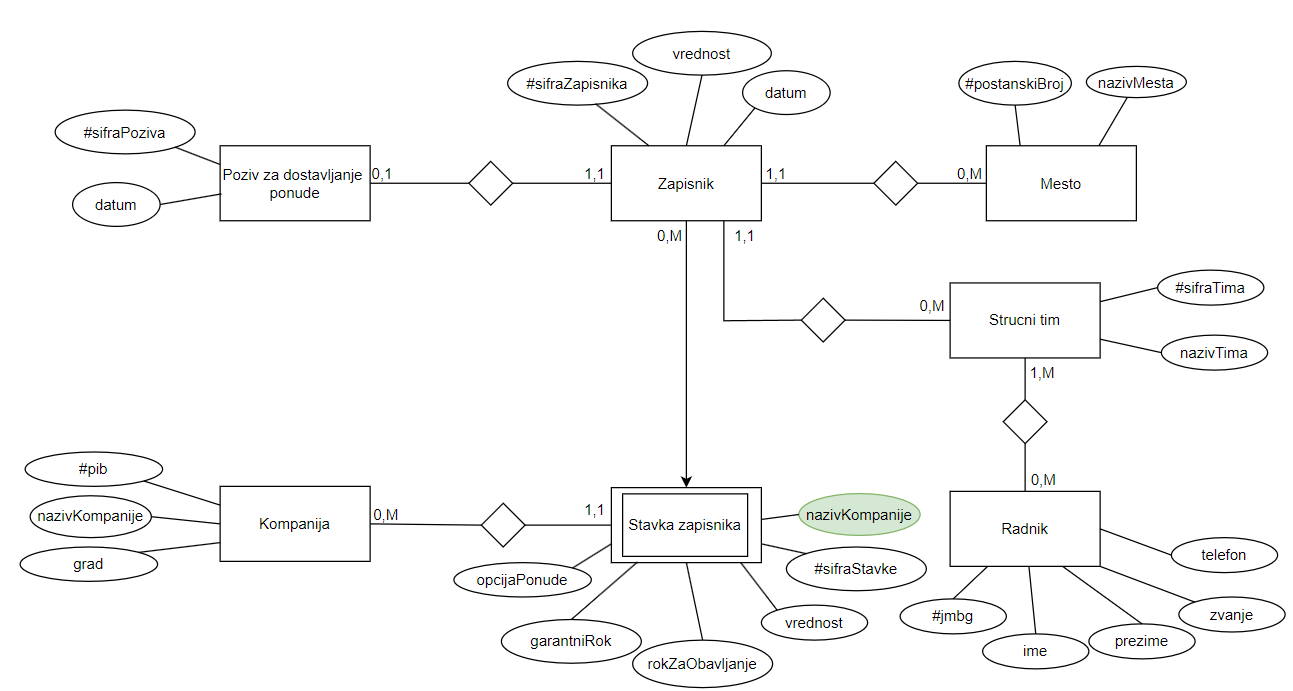 vrednost
#sifraZapisnika
datum
#postanskiBroj
nazivMesta
#sifraPoziva
datum
Poziv za dostavljanje
ponude
0,1
1,1
Zapisnik
1,1
0,M
Mesto
0,M
1,1
#sifraTima
0,M
Strucni tim
nazivTima
1,M
#pib
nazivKompanije
grad
Kompanija
0,M
1,1
Stavka zapisnika
nazivKompanije
#sifraStavke
opcijaPonude
garantniRok
rokZaObavljanje
vrednost
0,M
Radnik
telefon
zvanje
#jmbg
ime
prezime